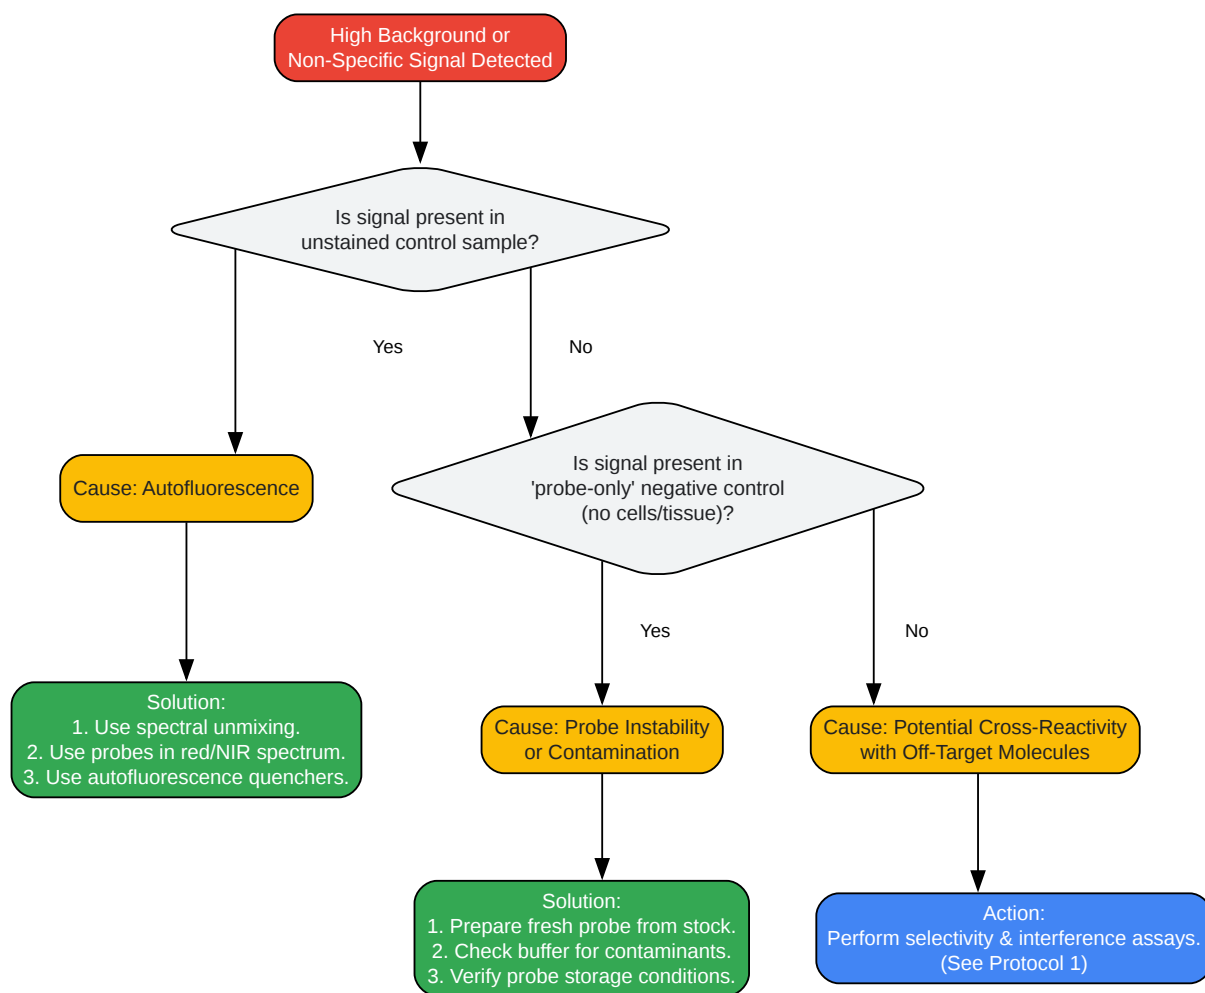 High Background or
Non-Specific Signal Detected
Is signal present in
unstained control sample?
Yes
No
Cause: Autofluorescence
Is signal present in
'probe-only' negative control
(no cells/tissue)?
Yes
No
Solution:
1. Use spectral unmixing.
2. Use probes in red/NIR spectrum.
3. Use autofluorescence quenchers.
Cause: Probe Instability
or Contamination
Cause: Potential Cross-Reactivity
with Off-Target Molecules
Solution:
1. Prepare fresh probe from stock.
2. Check buffer for contaminants.
3. Verify probe storage conditions.
Action:
Perform selectivity & interference assays.
(See Protocol 1)